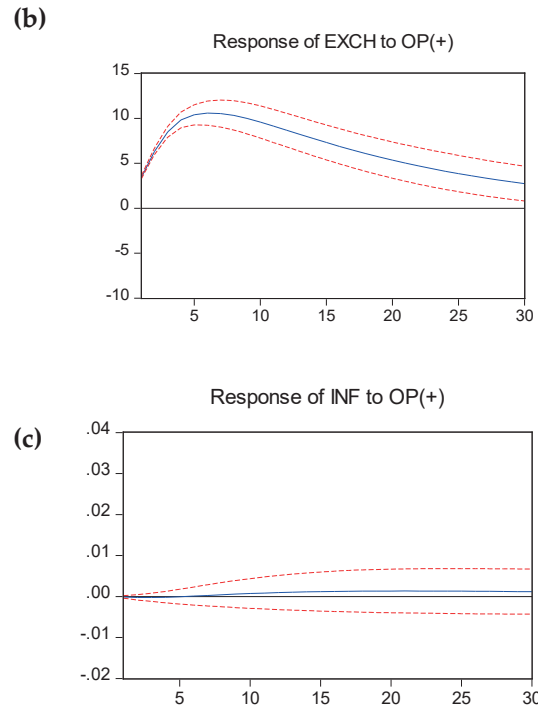 (b)
Response of EXCH to OP(+)
15
10
5
0
-5
-10
5 10 15 20 25 30
Response of INF to OP(+)
(c)
.04
.03
.02
.01
.00
-.01
-.02
5 10 15 20 25 30